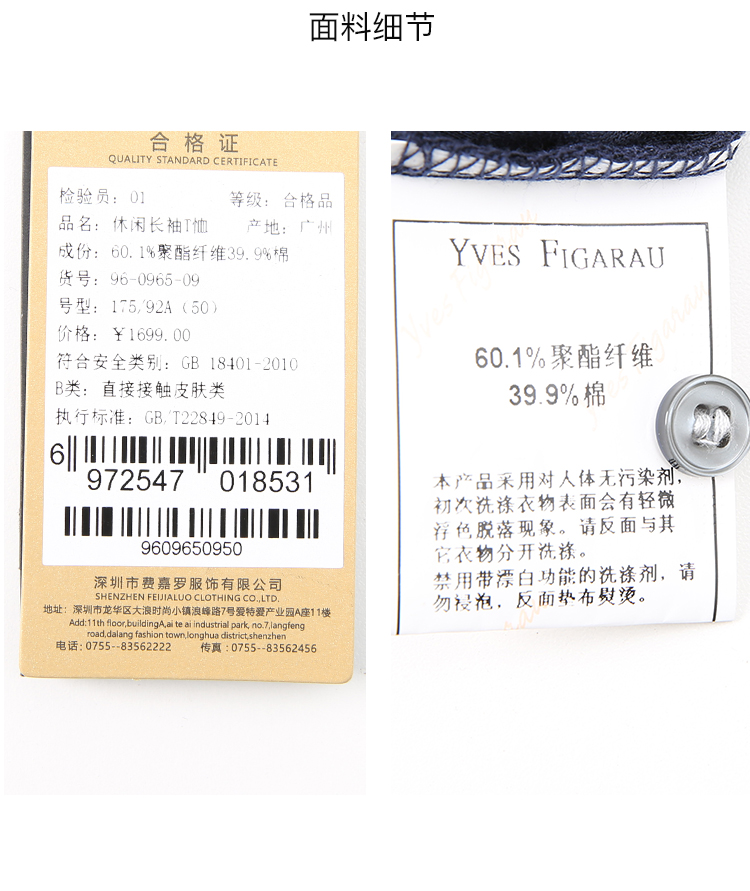 面料细节
合格证
QUALITY STANDARD CERTIFICATE
检验员：01 等级：合格品
品名：休闲长袖T恤 产地：广州
成份：60.1%聚酯纤维39.9%棉
货号：96-0965-09
号型：175/92A（50）
价格：￥1699.00
符合安全类别：GB 18401-2010
B类：直接接触皮肤类
执行标准：GB/T22849-2014
6 972547 018531
9609650950
深圳市费嘉罗服饰有限公司
SHENZHEN FEIJIALUO CLOTHING CO.,LTD.
地址：深圳市龙华区大浪时尚小镇浪峰路7号爱特爱产业园A座11楼
Add:11th floor,buildingA,ai te ai industrial park, no.7,langfeng
road,dalang fashion town,longhua district,shenzhen
电话：0755--83562222 传真：0755--83562456
YVES FIGARAU
60.1%聚酯纤维
39.9%棉
本产品采用对人体无污染剂，
初次洗涤衣物表面会有轻微
浮色脱落现象。请反面与其
它衣物分开洗涤。
禁用带漂白功能的洗涤剂，请
勿浸泡，反面垫布熨烫。